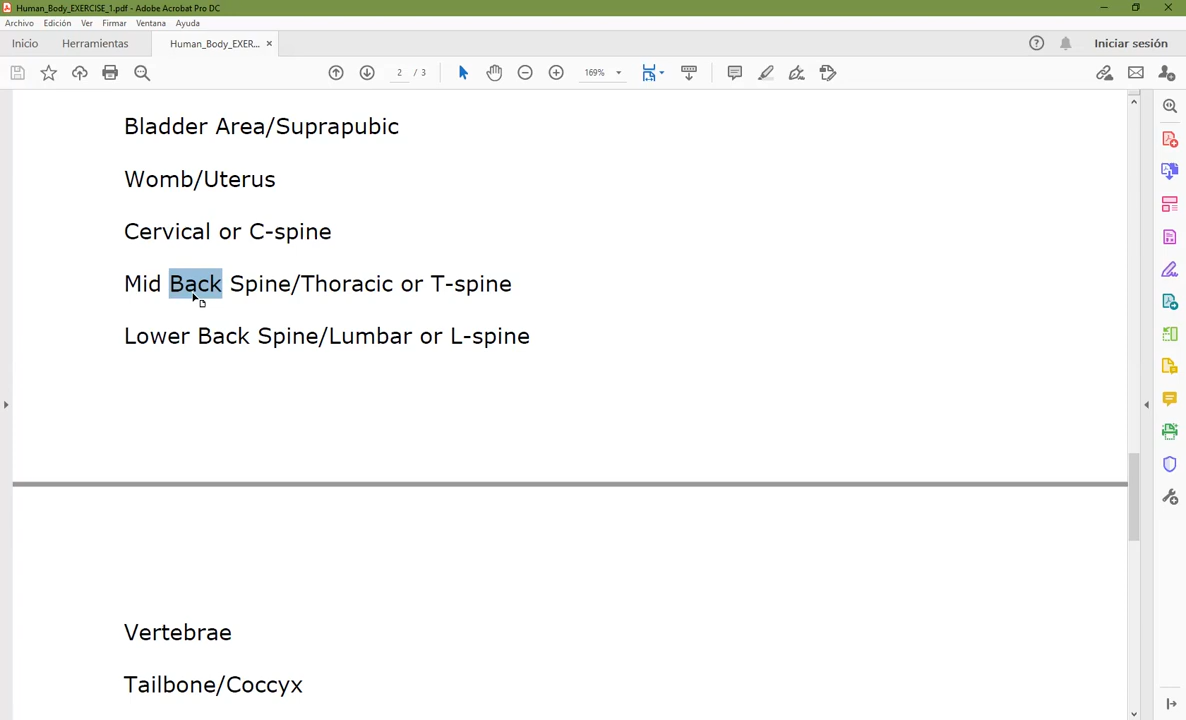 Human_Body_EXERCISE_1.pdf - Adobe Acrobat Pro DC
Archivo Edición Ver Firmar Ventana Ayuda
Inicio Herramientas Human_Body_EXER... × Iniciar sesión
2 / 3 169%
Bladder Area/Suprapubic
Womb/Uterus
Cervical or C-spine
Mid Back Spine/Thoracic or T-spine
Lower Back Spine/Lumbar or L-spine
Vertebrae
Tailbone/Coccyx